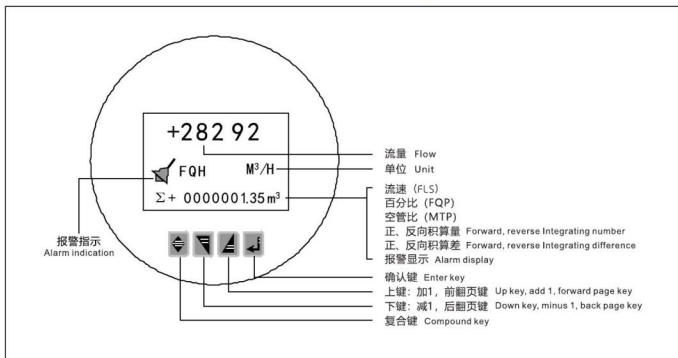 +282 92
FQH M³/H
Σ+ 0000001.35 m³
报警指示
Alarm indication
流量 Flow
单位 Unit
流速 (FLS)
百分比 (FQP)
空管比 (MTP)
正、反向积算量 Forward, reverse Integrating number
正、反向积算差 Forward, reverse Integrating difference
报警显示 Alarm display
确认键 Enter key
上键: 加1, 前翻页键 Up key, add 1, forward page key
下键: 减1, 后翻页键 Down key, minus 1, back page key
复合键 Compound key